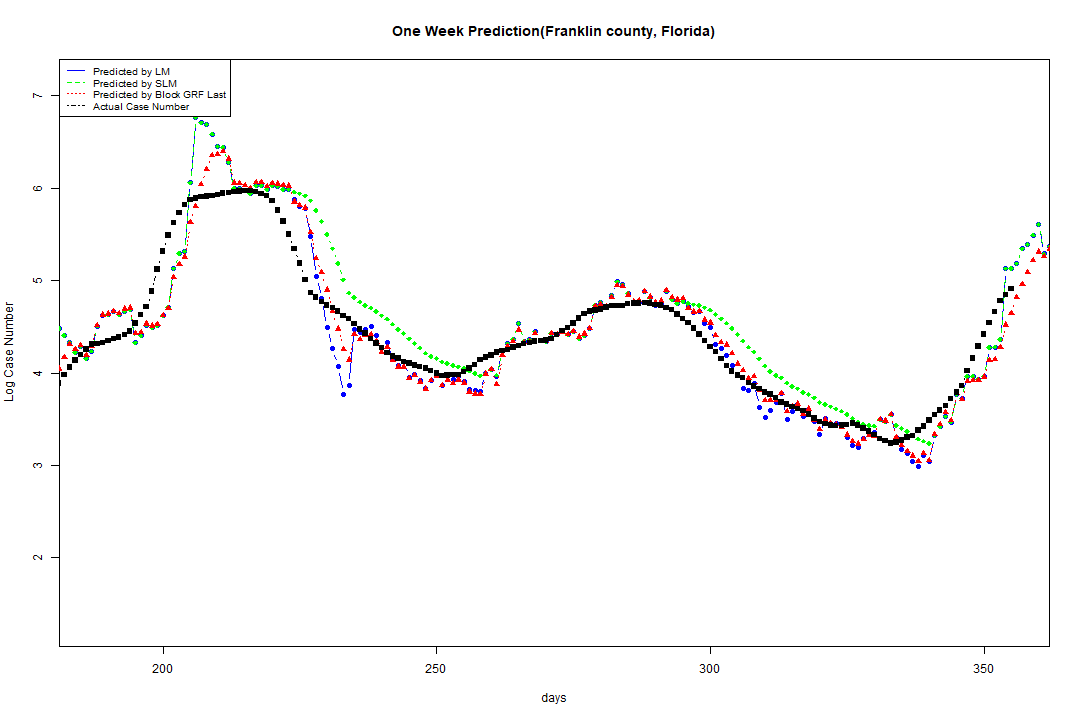 One Week Prediction(Franklin county, Florida)
Predicted by LM
Predicted by SLM
Predicted by Block GRF Last
Actual Case Number
7
6
5
4
3
2
Log Case Number
200
250
300
350
days